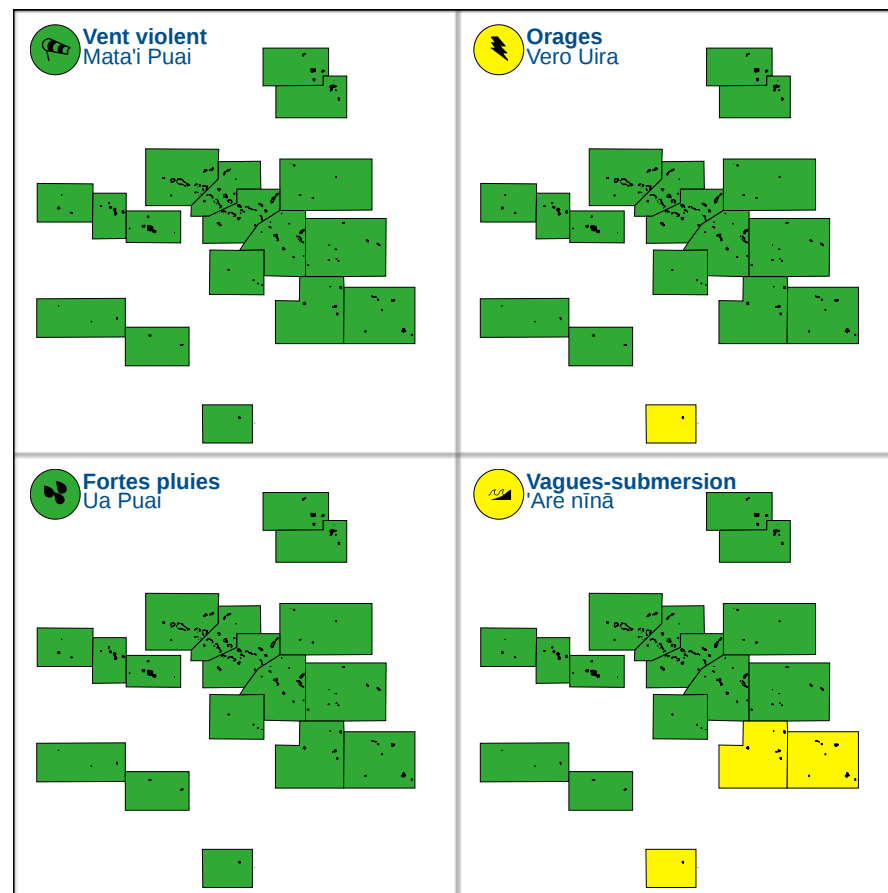 Vent violent
Mata'i Puai
Orages
Vero Uira
Fortes pluies
Ua Puai
Vagues-submersion
'Are nīnā